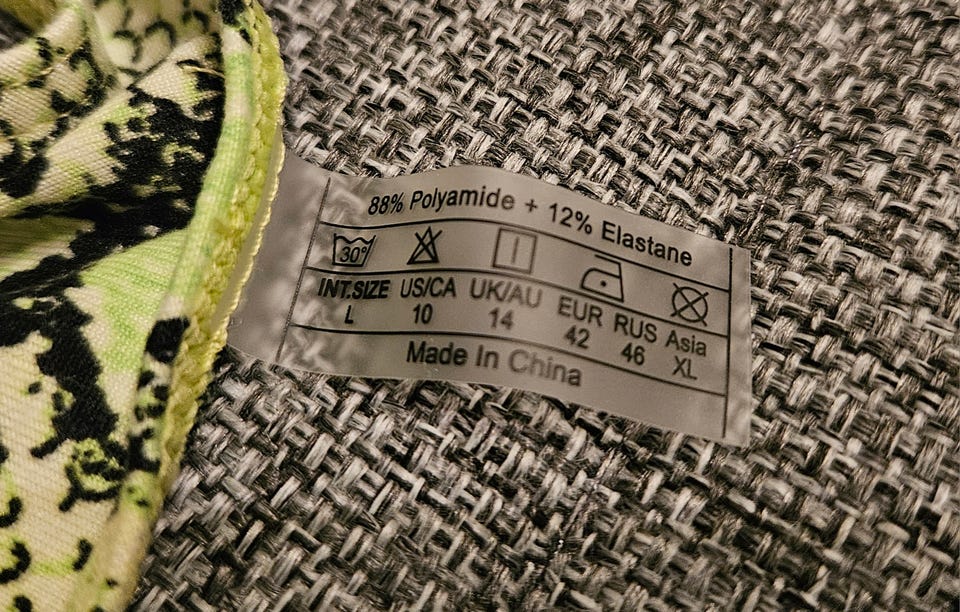 88% Polyamide + 12% Elastane
30°
INT.SIZE US/CA UK/AU EUR RUS Asia
L 10 14 42 46 XL
Made In China